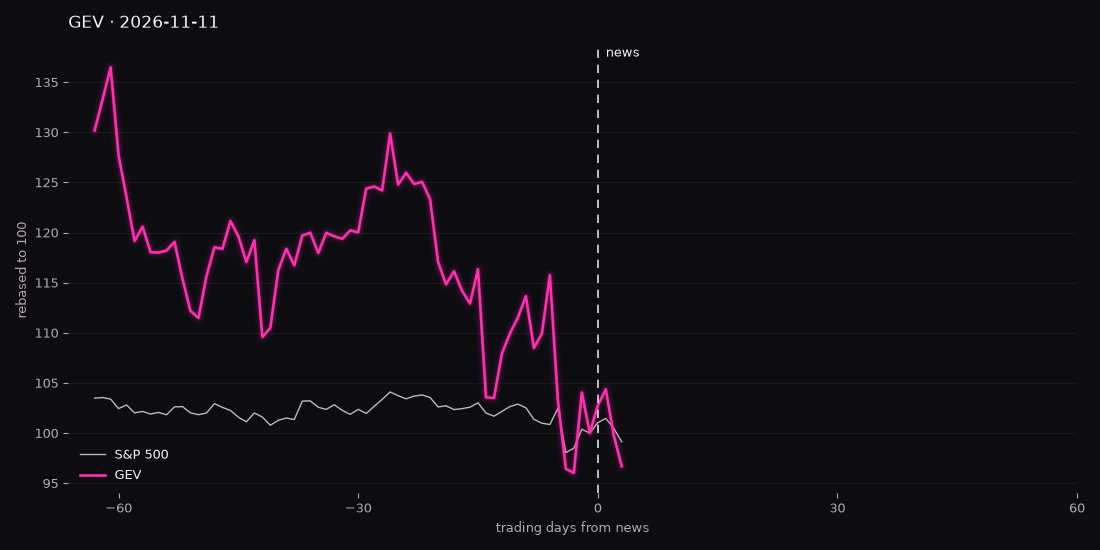 GEV · 2026-11-11
news
135
130
125
120
115
110
105
100
95
rebased to 100
S&P 500
GEV
−60
−30
0
30
60
trading days from news